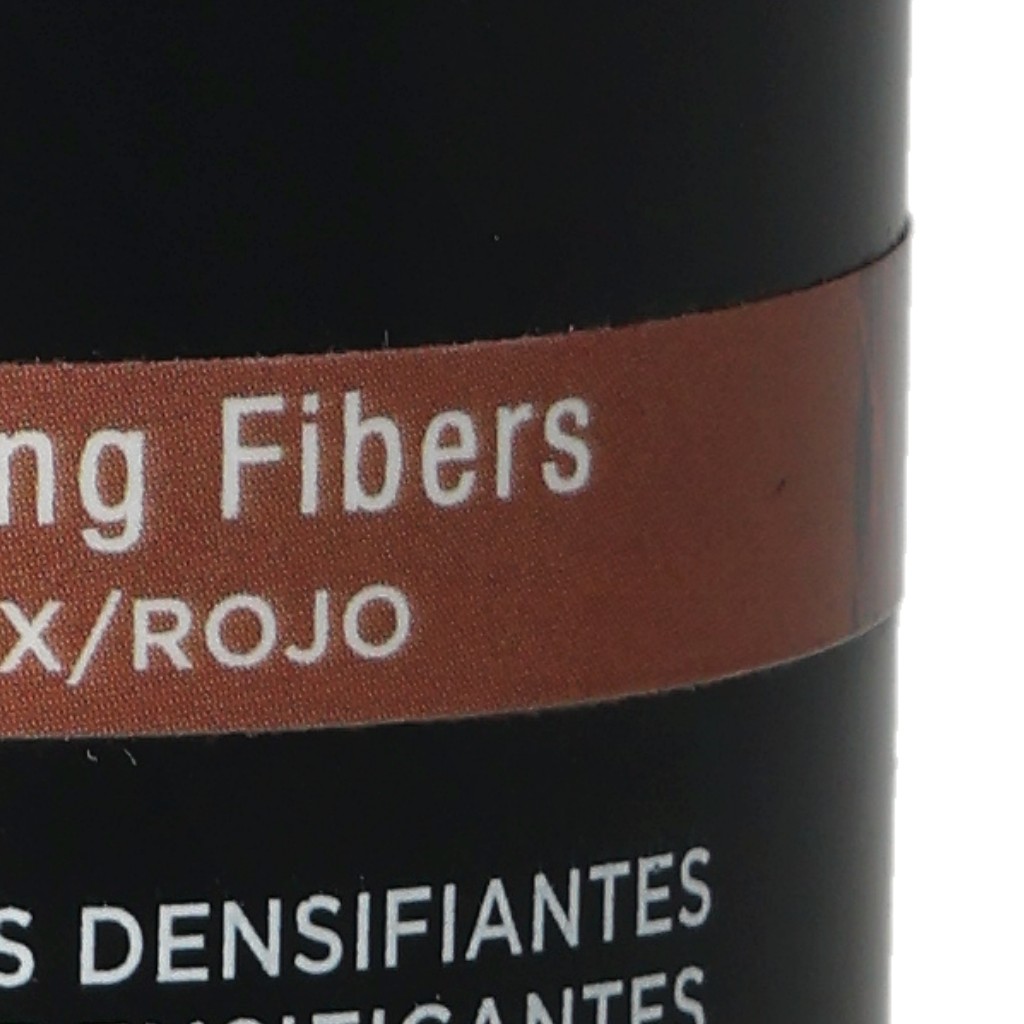 ng Fibers
X/ROJO
S DENSIFIANTES